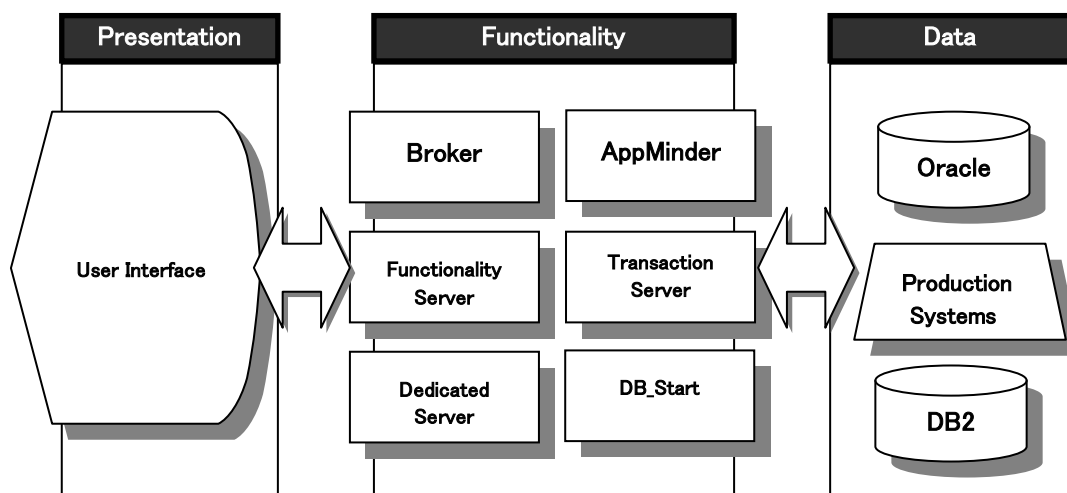 Presentation
Functionality
Data
User Interface
Broker
AppMinder
Functionality
Server
Transaction
Server
Dedicated
Server
DB_Start
Oracle
Production
Systems
DB2